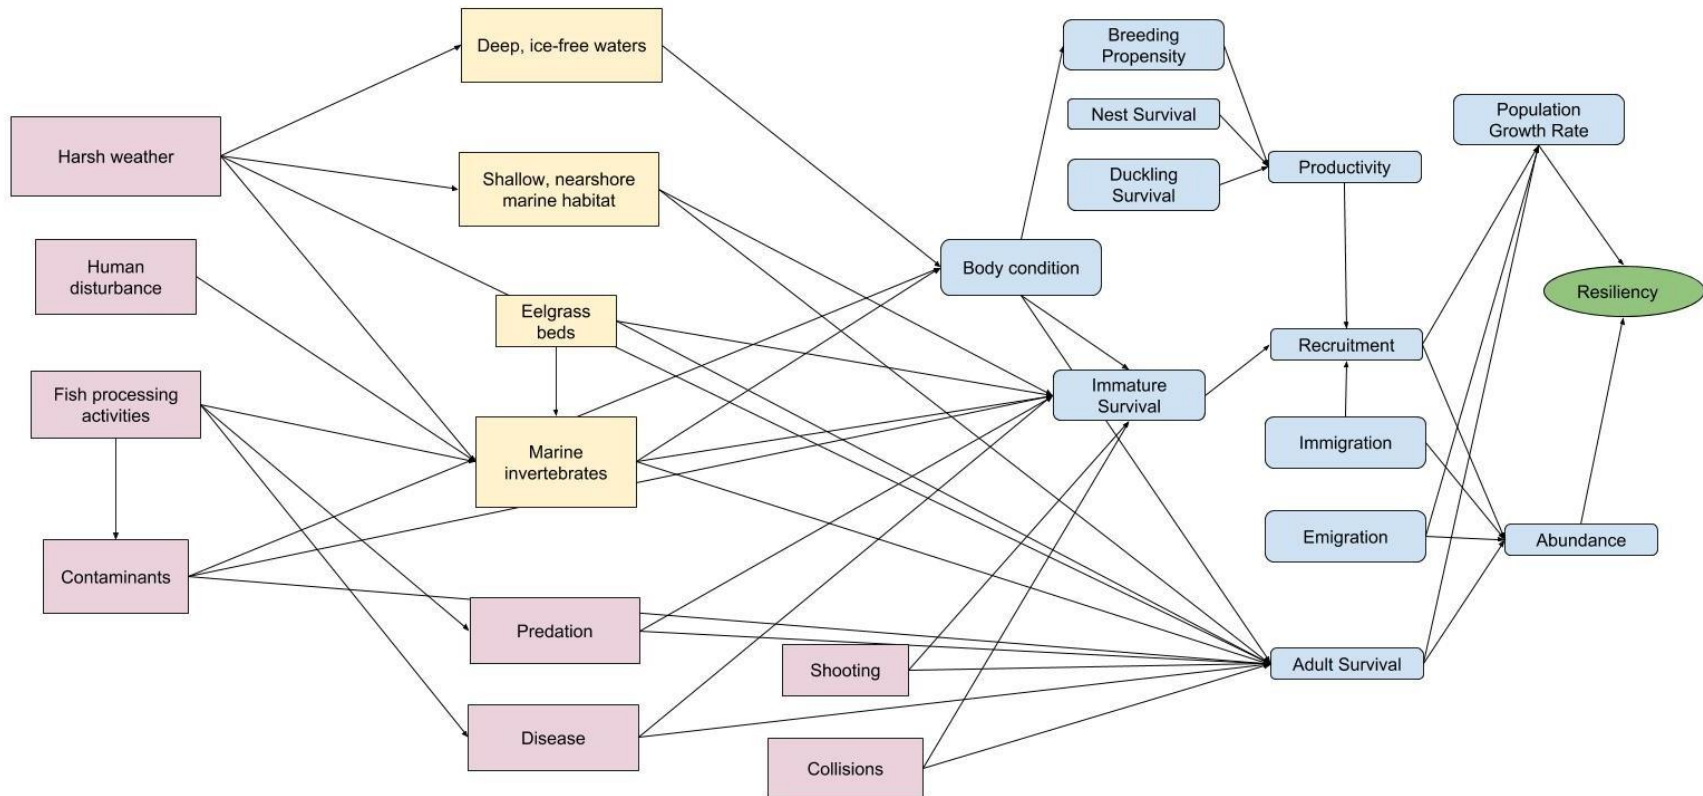 Harsh weather
Human
disturbance
Fish processing
activities
Contaminants
Deep, ice-free waters
Shallow, nearshore
marine habitat
Eelgrass
beds
Marine
invertebrates
Predation
Disease
Shooting
Collisions
Body condition
Breeding
Propensity
Nest Survival
Duckling
Survival
Immature
Survival
Productivity
Recruitment
Immigration
Emigration
Adult Survival
Population
Growth Rate
Abundance
Resiliency